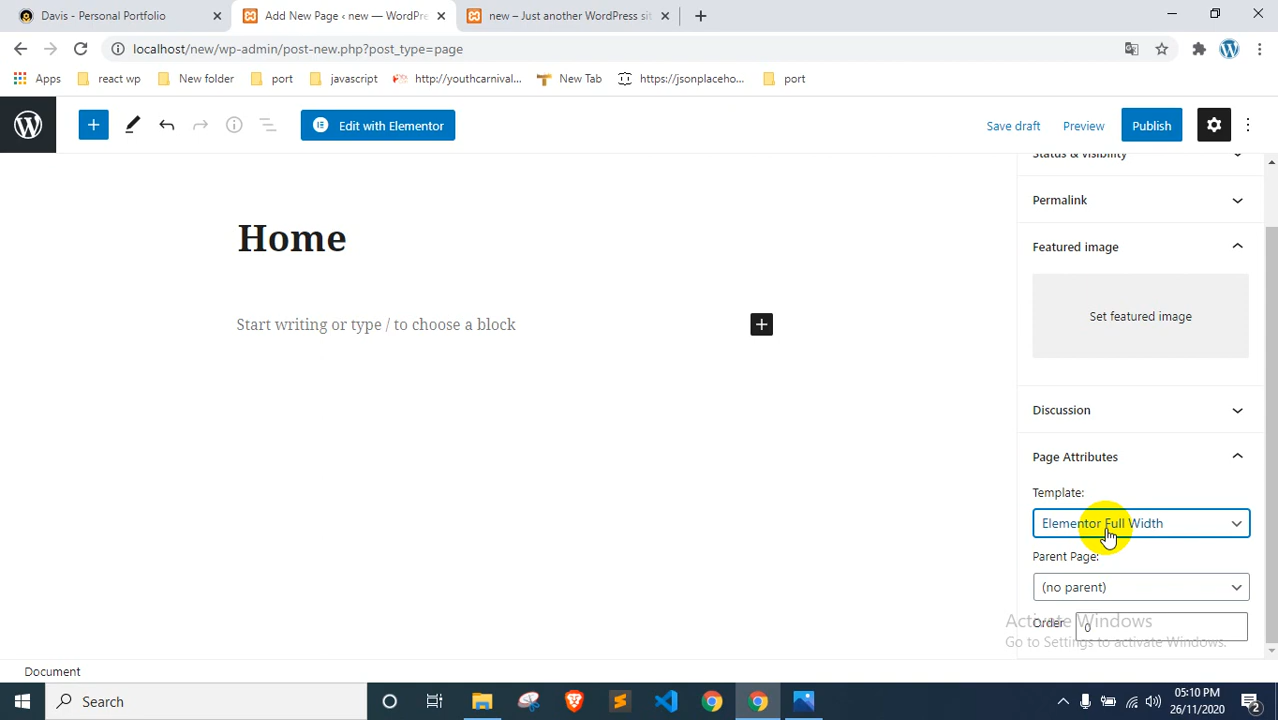 Davis - Personal Portfolio
Add New Page ‹ new — WordPre
new – Just another WordPress sit
localhost/new/wp-admin/post-new.php?post_type=page
Apps
react wp
New folder
port
javascript
http://youthcarnival...
New Tab
https://jsonplaceho...
port
Edit with Elementor
Save draft
Preview
Publish
Status & visibility
Permalink
Home
Featured image
Start writing or type / to choose a block
Set featured image
Discussion
Page Attributes
Template:
Elementor Full Width
Parent Page:
(no parent)
Order
0
Activate Windows
Go to Settings to activate Windows.
Document
Search
05:10 PM
26/11/2020
2